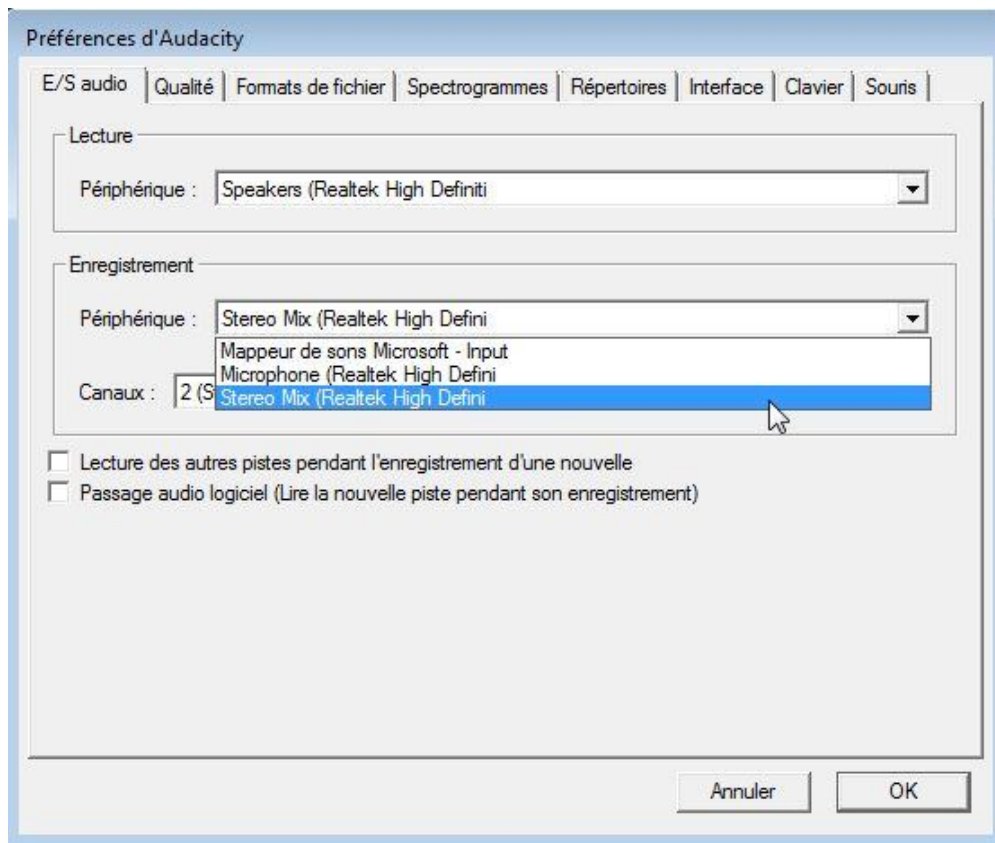 Préférences d'Audacity
E/S audio Qualité Formats de fichier Spectrogrammes Répertoires Interface Clavier Souris
Lecture
Périphérique : Speakers (Realtek High Definiti
Enregistrement
Périphérique : Stereo Mix (Realtek High Defini
Mappeur de sons Microsoft - Input
Microphone (Realtek High Defini
Canaux : 2 (S
Stereo Mix (Realtek High Defini
Lecture des autres pistes pendant l'enregistrement d'une nouvelle
Passage audio logiciel (Lire la nouvelle piste pendant son enregistrement)
Annuler OK